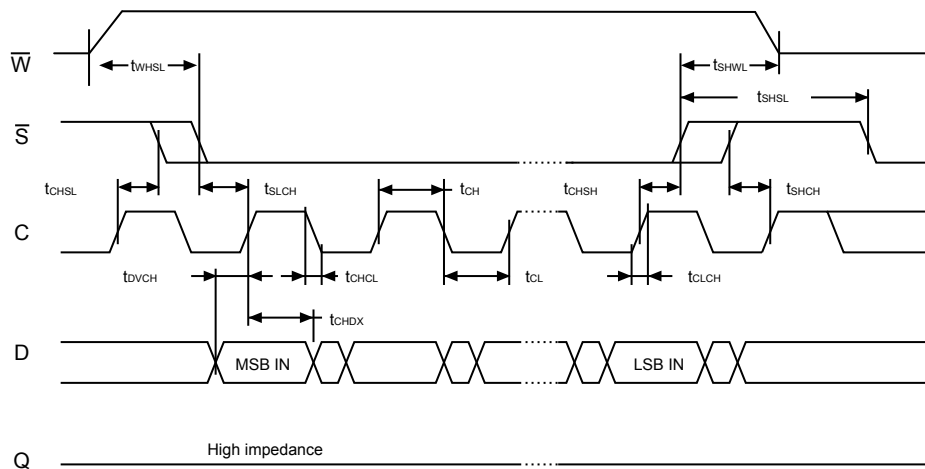 W
tWHSL
tSHWL
tSHSL
S
tCHSL
tSLCH
tCH
tCHSH
tSHCH
C
tDVCH
tCHCL
tCL
tCLCH
tCHDX
D
MSB IN
LSB IN
High impedance
Q